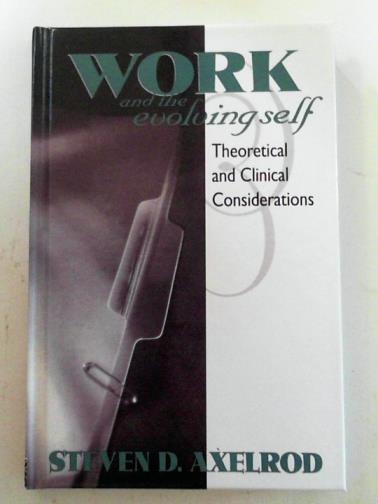 WORK
and the
evolving self
Theoretical
and Clinical
Considerations
STEVEN D. AXELROD